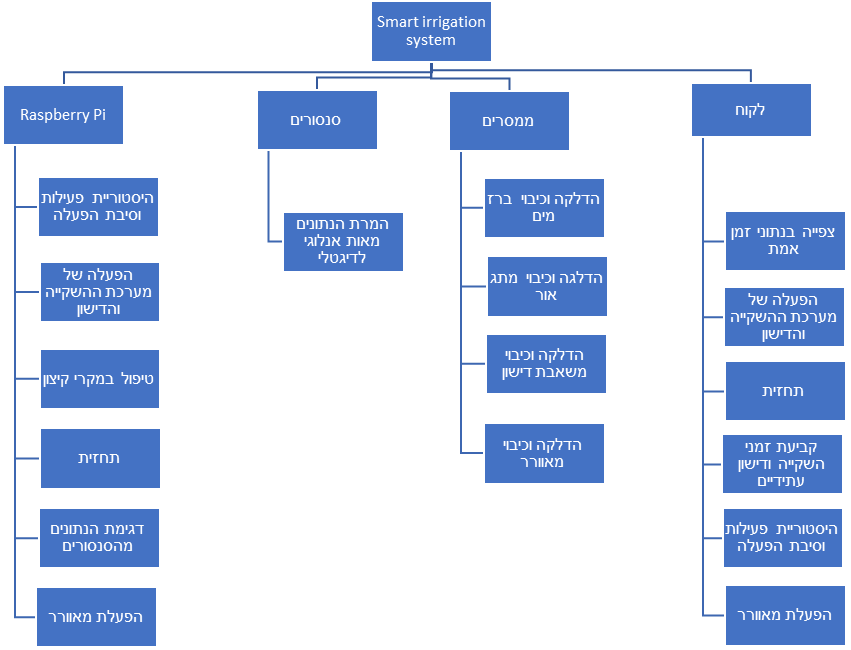 Smart irrigation
system
Raspberry Pi
היסטוריית פעילות
וסיבת הפעלה
הפעלה של
מערכת ההשקייה
והדישון
טיפול במקרי קיצון
תחזית
דגימת הנתונים
מהסנסורים
הפעלת מאוורר
סנסורים
המרת הנתונים
מאות אנלוגי
לדיגטלי
ממסרים
הדלקה וכיבוי ברז
מים
הדלגה וכיבוי מתג
אור
הדלקה וכיבוי
משאבת דישון
הדלקה וכיבוי
מאוורר
לקוח
צפייה בנתוני זמן
אמת
הפעלה של
מערכת ההשקייה
והדישון
תחזית
קביעת זמני
השקייה ודישון
עתידיים
היסטוריית פעילות
וסיבת הפעלה
הפעלת מאוורר